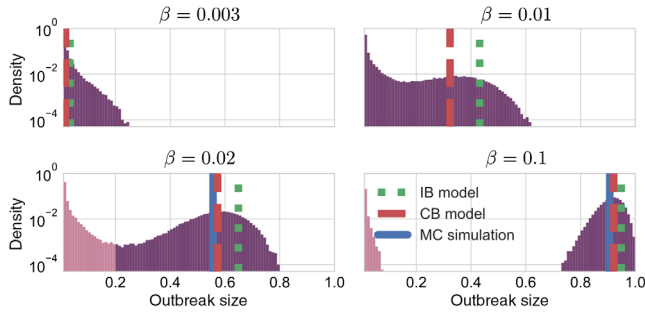 β = 0.003
β = 0.01
Density
10⁰
10⁻²
10⁻⁴
β = 0.02
β = 0.1
Density
10⁰
10⁻²
10⁻⁴
IB model
CB model
MC simulation
0.0 0.2 0.4 0.6 0.8 1.0
0.2 0.4 0.6 0.8 1.0
Outbreak size
Outbreak size